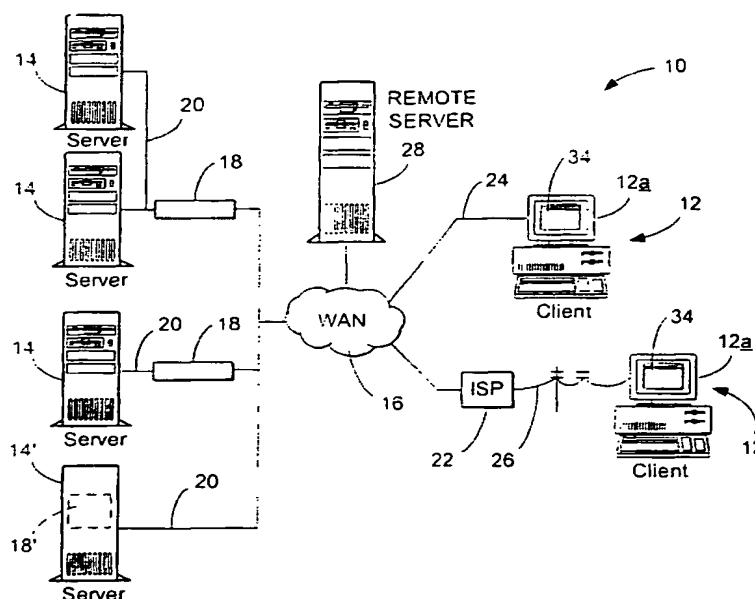 14
Server
20
REMOTE
SERVER
28
10
14
Server
18
24
34
12a
12
Client
14
20
18
Server
WAN
16
ISP
22
26
34
12a
Client
14'
18'
20
Server